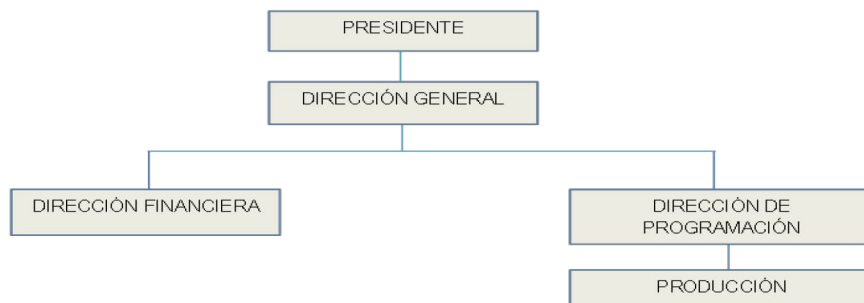 PRESIDENTE
DIRECCIÓN GENERAL
DIRECCIÓN FINANCIERA
DIRECCIÓN DE
PROGRAMACIÓN
PRODUCCIÓN